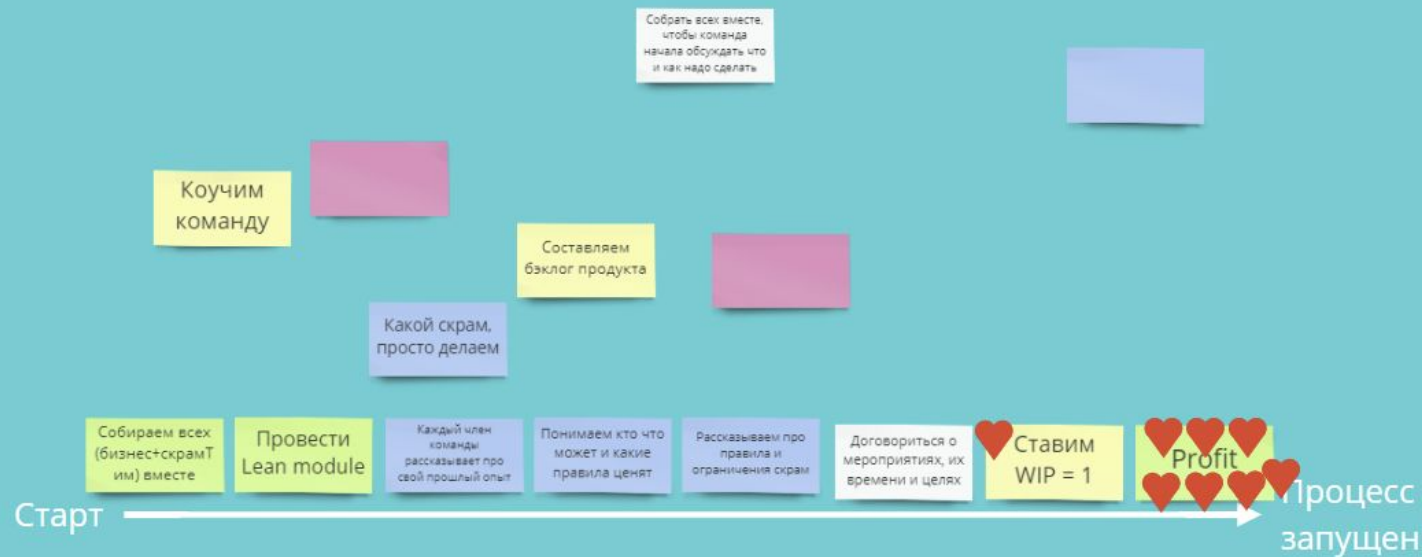 Собрать всех вместе,
чтобы команда
начала обсуждать что
и как надо сделать
Коучим
команду
Составляем
бэклог продукта
Какой скрам,
просто делаем
Собираем всех
(бизнес+скрамТ
им) вместе
Провести
Lean module
Каждый член
команды
рассказывает про
свой прошлый опыт
Понимаем кто что
может и какие
правила ценят
Рассказываем про
правила и
ограничения скрам
Договориться о
мероприятиях, их
времени и целях
Ставим
WIP = 1
Profit
Старт
Процесс
запущен